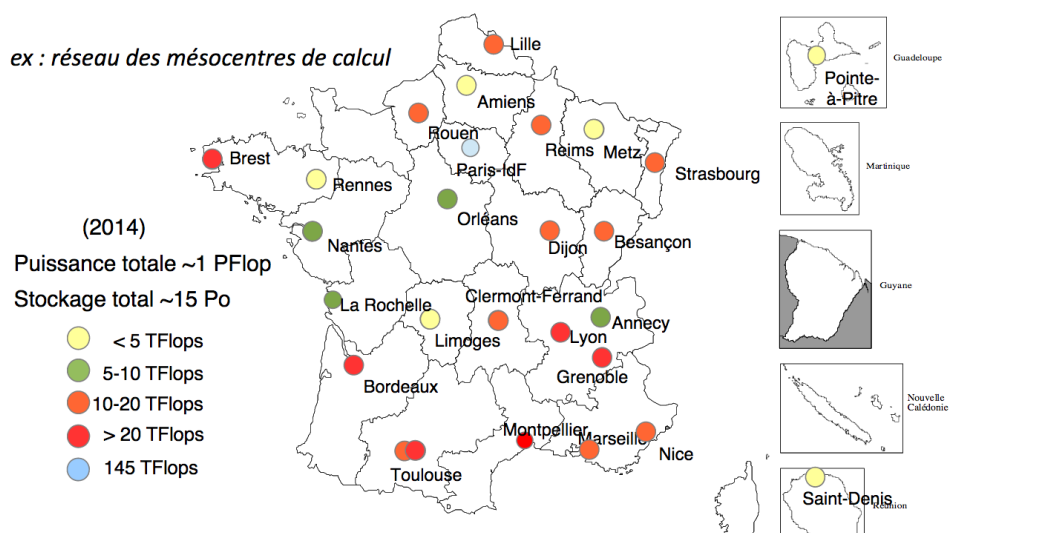 ex : réseau des mésocentres de calcul
Lille
Guadeloupe
Pointe-
à-Pitre
Amiens
Rouen
Reims
Metz
Paris-IdF
Brest
Rennes
Strasbourg
Martinique
Orléans
(2014)
Nantes
Dijon
Besançon
Puissance totale ~1 PFlop
Stockage total ~15 Po
Guyane
Clermont-Ferrand
La Rochelle
Annecy
< 5 TFlops
Limoges
Lyon
5-10 TFlops
Grenoble
Bordeaux
10-20 TFlops
Nouvelle
Calédonie
> 20 TFlops
Montpellier
Marseille
Nice
145 TFlops
Toulouse
Saint-Denis
Réunion